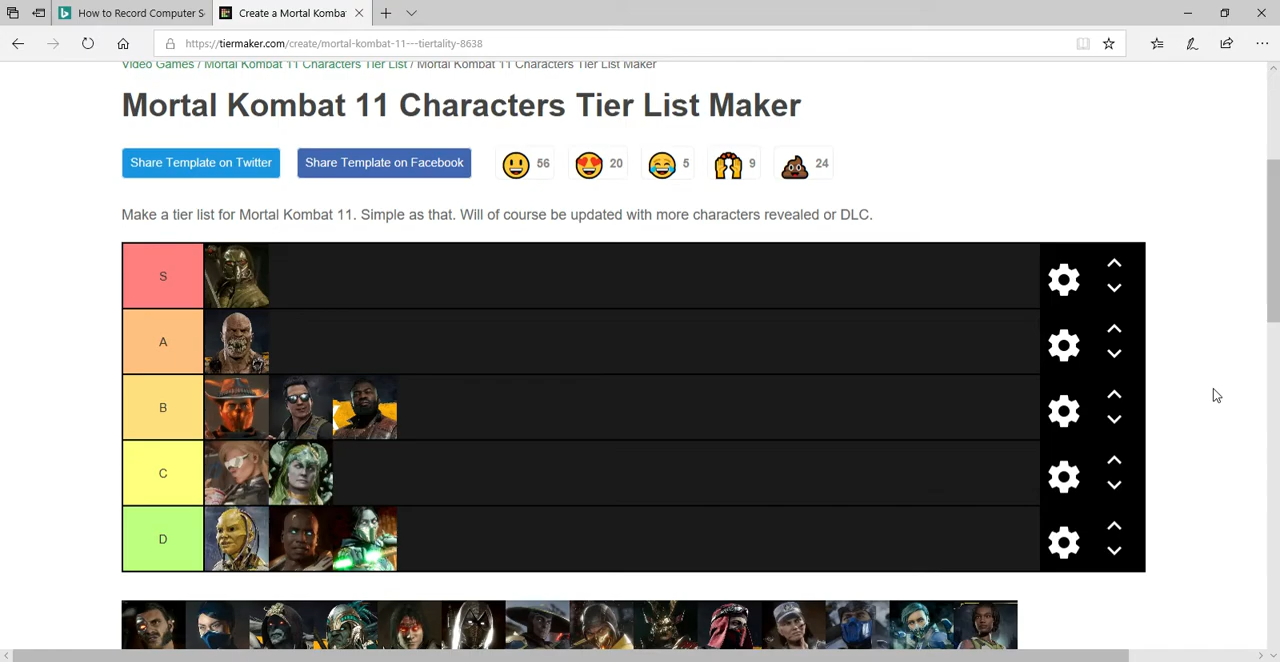 How to Record Computer S
Create a Mortal Komba
https://tiermaker.com/create/mortal-kombat-11---tiertality-8638
Video Games / Mortal Kombat 11 Characters Tier List / Mortal Kombat 11 Characters Tier List Maker
Mortal Kombat 11 Characters Tier List Maker
Share Template on Twitter
Share Template on Facebook
56
20
5
9
24
Make a tier list for Mortal Kombat 11. Simple as that. Will of course be updated with more characters revealed or DLC.
S
A
B
C
D